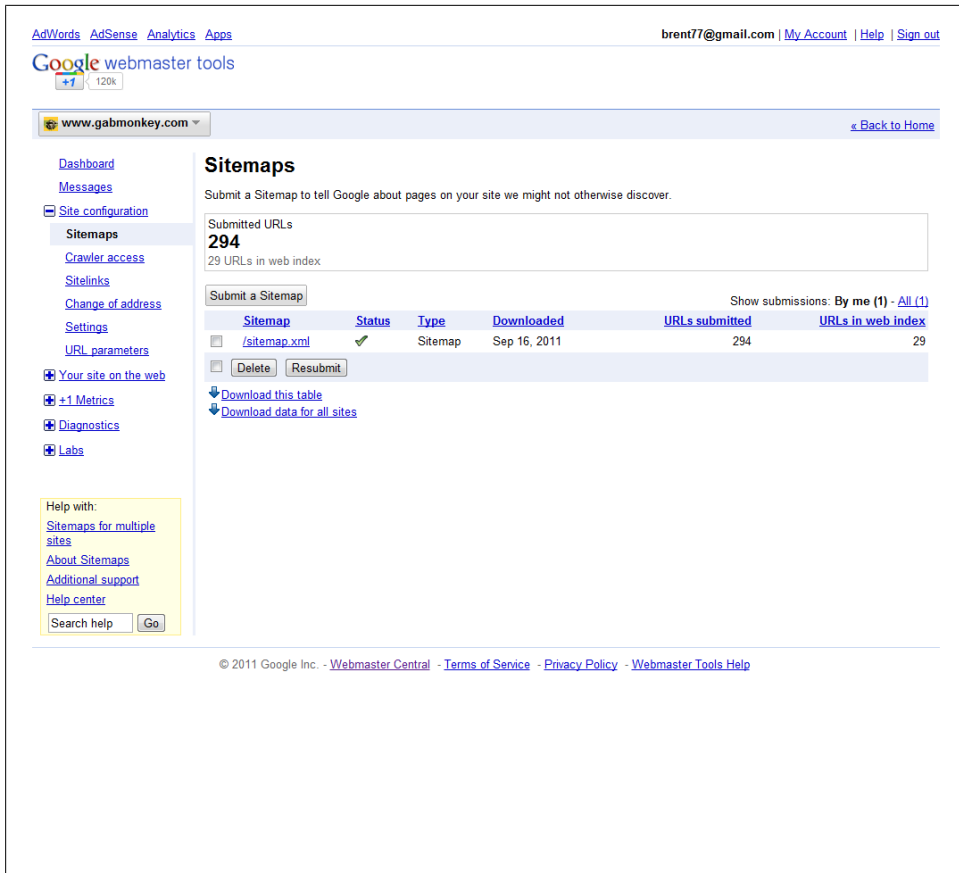 AdWords AdSense Analytics Apps brent77@gmail.com | My Account | Help | Sign out
Google webmaster tools
+1 120k
www.gabmonkey.com « Back to Home
Dashboard
Messages
Site configuration
Sitemaps
Crawler access
Sitelinks
Change of address
Settings
URL parameters
Your site on the web
+1 Metrics
Diagnostics
Labs
Help with:
Sitemaps for multiple
sites
About Sitemaps
Additional support
Help center
Search help Go
Sitemaps
Submit a Sitemap to tell Google about pages on your site we might not otherwise discover.
Submitted URLs
294
29 URLs in web index
Submit a Sitemap Show submissions: By me (1) - All (1)
Sitemap Status Type Downloaded URLs submitted URLs in web index
/sitemap.xml Sitemap Sep 16, 2011 294 29
Delete Resubmit
Download this table
Download data for all sites
© 2011 Google Inc. - Webmaster Central - Terms of Service - Privacy Policy - Webmaster Tools Help